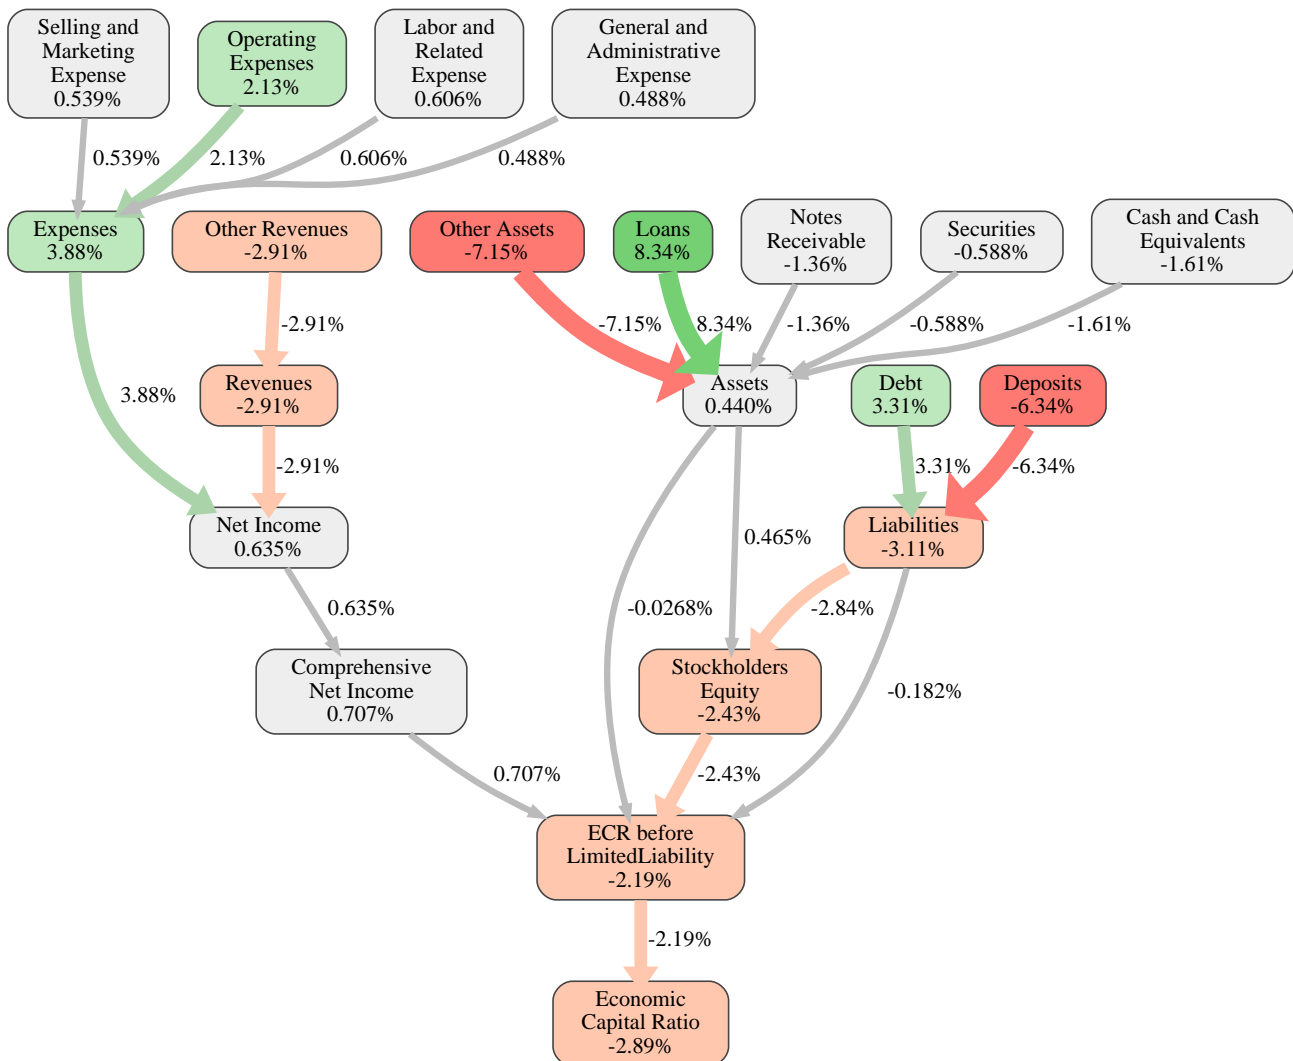 Selling and
Marketing
Expense
0.539%
Operating
Expenses
2.13%
Labor and
Related
Expense
0.606%
General and
Administrative
Expense
0.488%
0.539%
2.13%
0.606%
0.488%
Expenses
3.88%
Other Revenues
-2.91%
Other Assets
-7.15%
Loans
8.34%
Notes
Receivable
-1.36%
Securities
-0.588%
Cash and Cash
Equivalents
-1.61%
-2.91%
-7.15%
8.34%
-1.36%
-0.588%
-1.61%
3.88%
Revenues
-2.91%
Assets
0.440%
Debt
3.31%
Deposits
-6.34%
-2.91%
3.31%
-6.34%
Net Income
0.635%
0.465%
Liabilities
-3.11%
0.635%
-0.0268%
-2.84%
Comprehensive
Net Income
0.707%
Stockholders
Equity
-2.43%
-0.182%
0.707%
-2.43%
ECR before
LimitedLiability
-2.19%
-2.19%
Economic
Capital Ratio
-2.89%